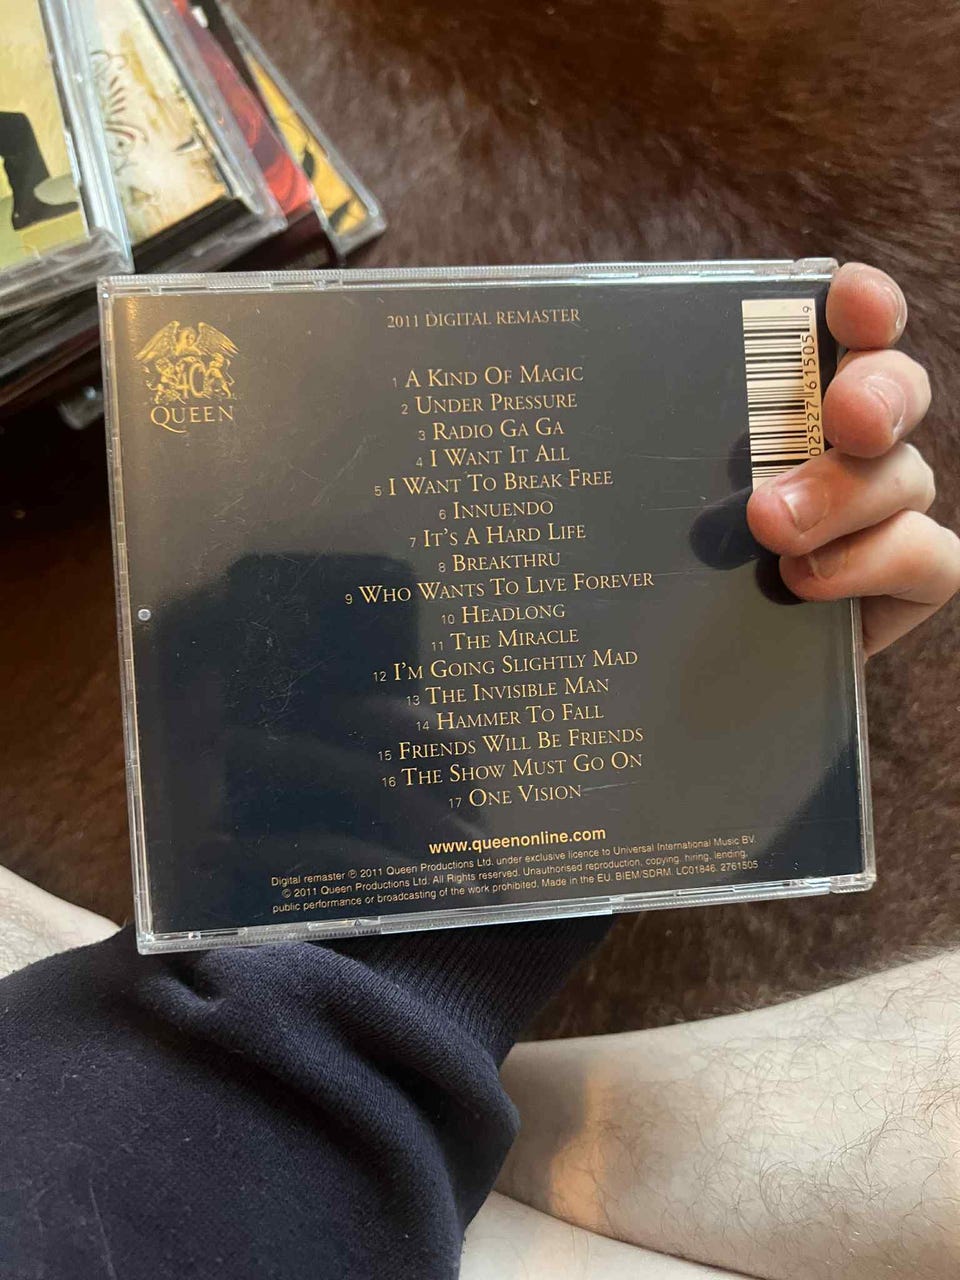 40
QUEEN
2011 DIGITAL REMASTER
1 A KIND OF MAGIC
2 UNDER PRESSURE
3 RADIO GA GA
4 I WANT IT ALL
5 I WANT TO BREAK FREE
6 INNUENDO
7 IT'S A HARD LIFE
8 BREAKTHRU
9 WHO WANTS TO LIVE FOREVER
10 HEADLONG
11 THE MIRACLE
12 I'M GOING SLIGHTLY MAD
13 THE INVISIBLE MAN
14 HAMMER TO FALL
15 FRIENDS WILL BE FRIENDS
16 THE SHOW MUST GO ON
17 ONE VISION
www.queenonline.com
Digital remaster ℗ 2011 Queen Productions Ltd. under exclusive licence to Universal International Music BV.
© 2011 Queen Productions Ltd. All Rights reserved. Unauthorised reproduction, copying, hiring, lending,
public performance or broadcasting of the work prohibited. Made in the EU. BIEM/SDRM. LC01846. 2761505
02527 61505 9